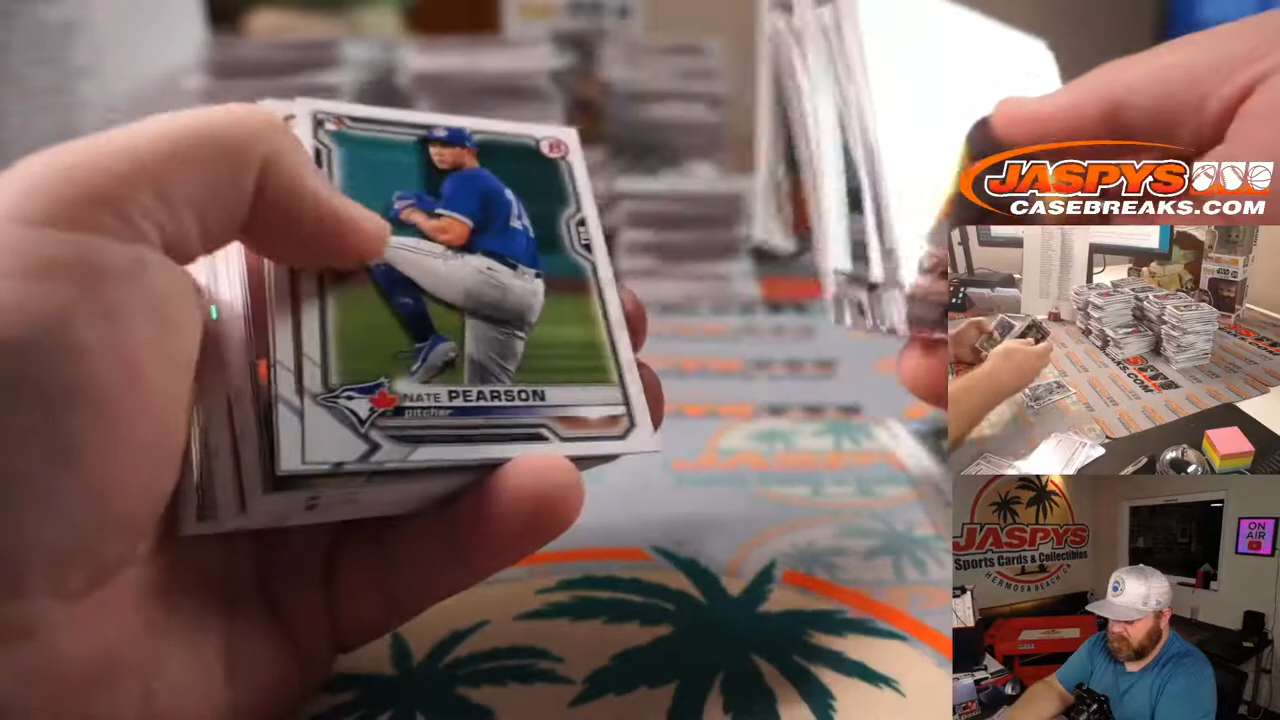 NATE PEARSON
pitcher
JASPYS
CASEBREAKS.COM
JASPYS
Sports Cards & Collectibles
HERMOSA BEACH CA
ON
AIR